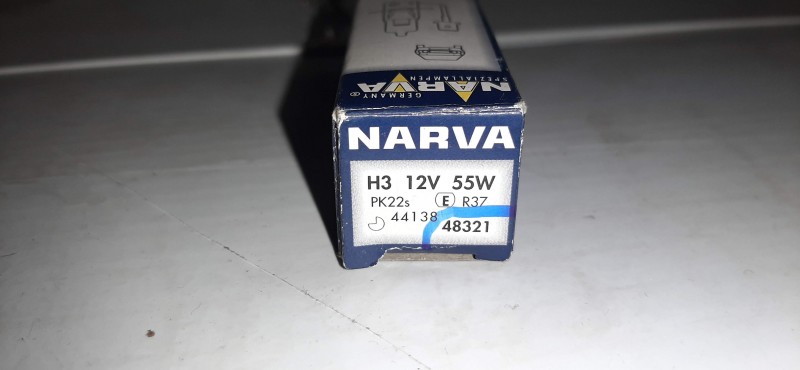 GERMANY
SPEZIALLAMPEN
NARVA®
NARVA
H3 12V 55W
PK22s E R37
44138
48321